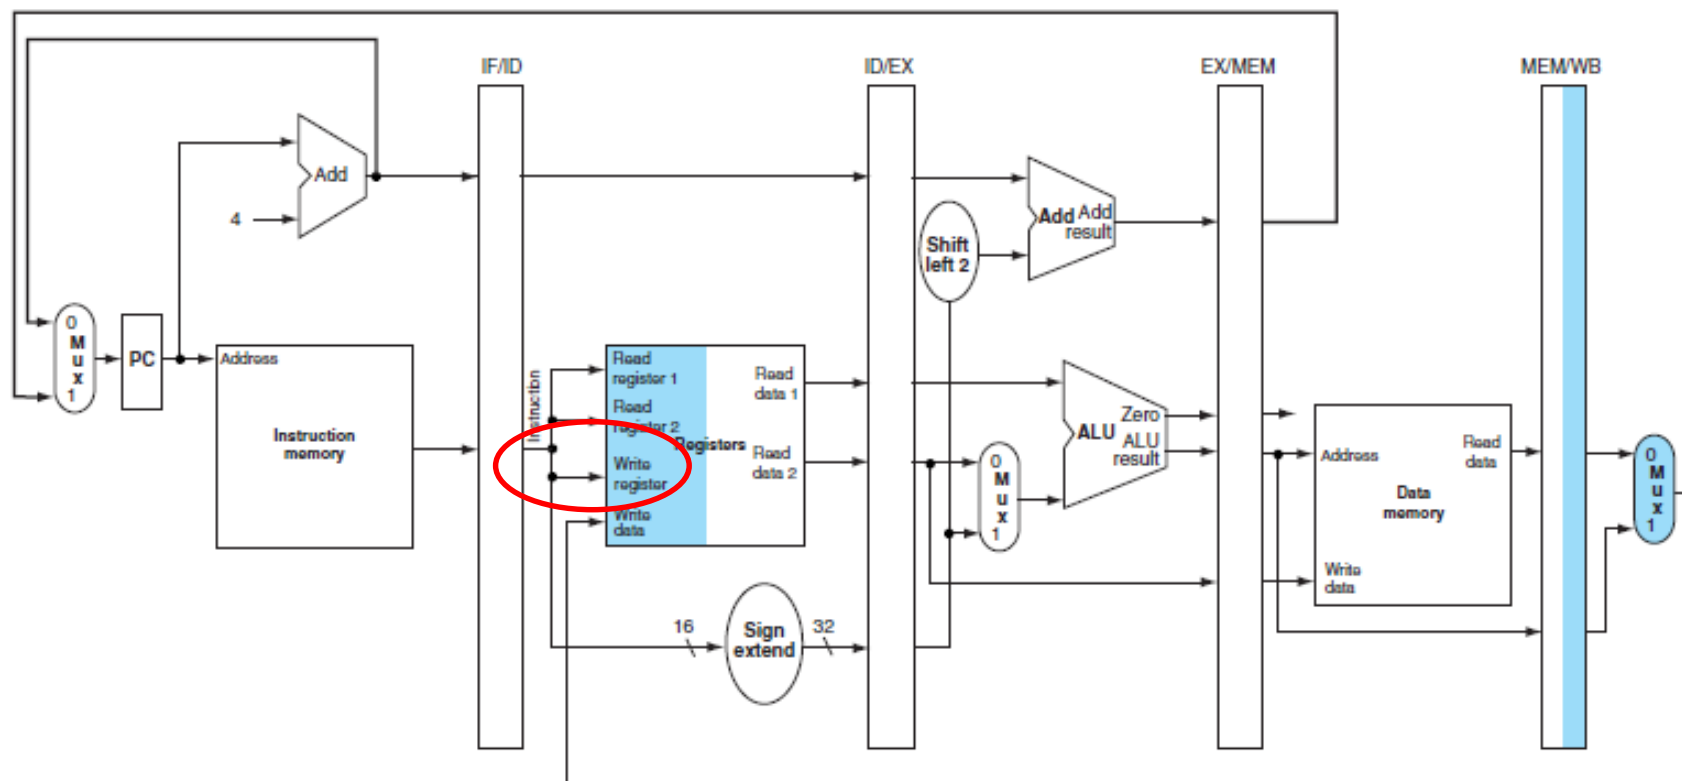 IF/ID
ID/EX
EX/MEM
MEM/WB
Add
4
Add Add
result
Shift
left 2
0
M
u
x
1
PC
Address
Instruction
memory
Instruction
Read
register 1
Read
register 2
Write
register
Write
data
Registers
Read
data 1
Read
data 2
16
Sign
extend
32
0
M
u
x
1
Zero
ALU
ALU
result
Address
Read
data
Data
memory
Write
data
0
M
u
x
1